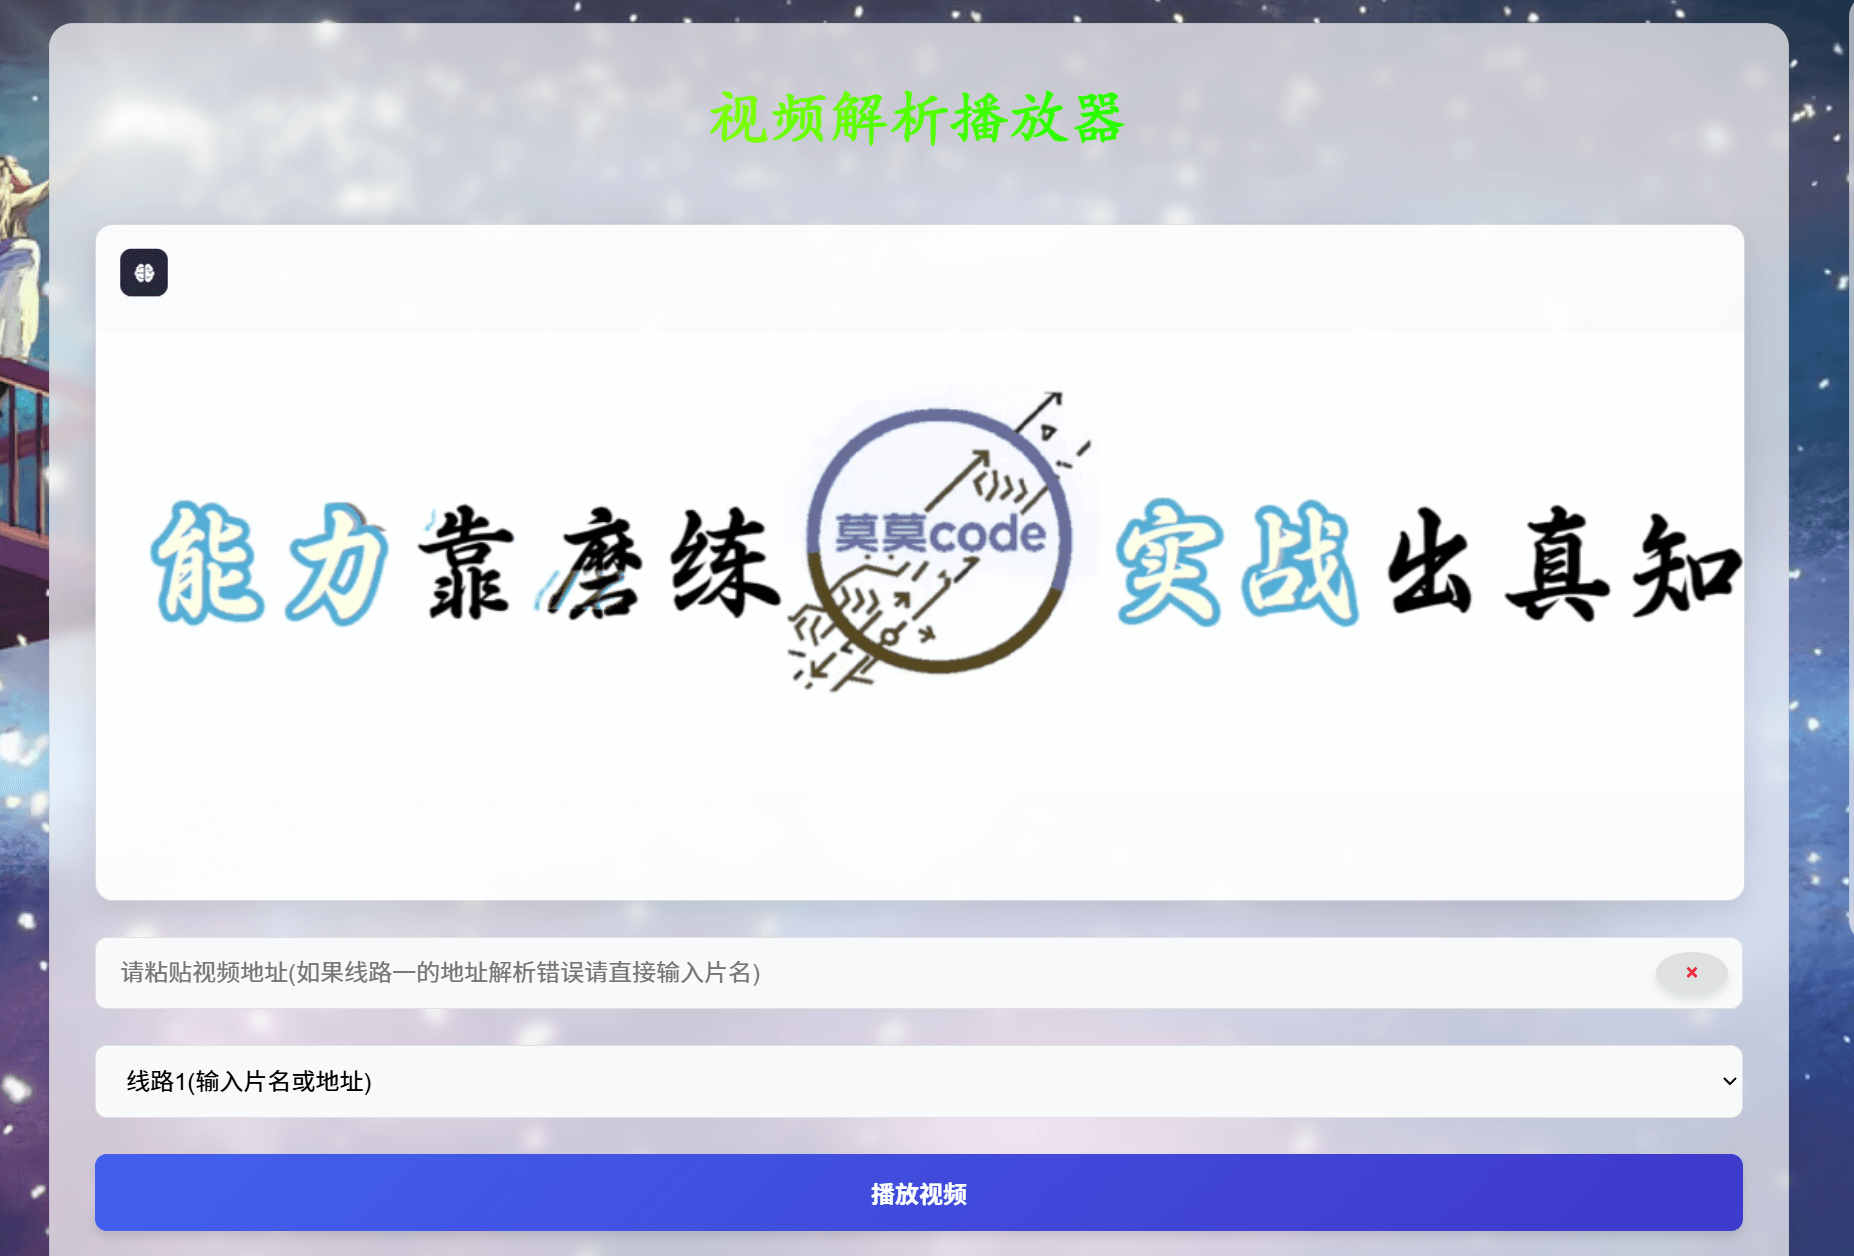 视频解析播放器
能力靠磨练 莫莫code 实战出真知
请粘贴视频地址(如果线路一的地址解析错误请直接输入片名)
线路1(输入片名或地址)
播放视频